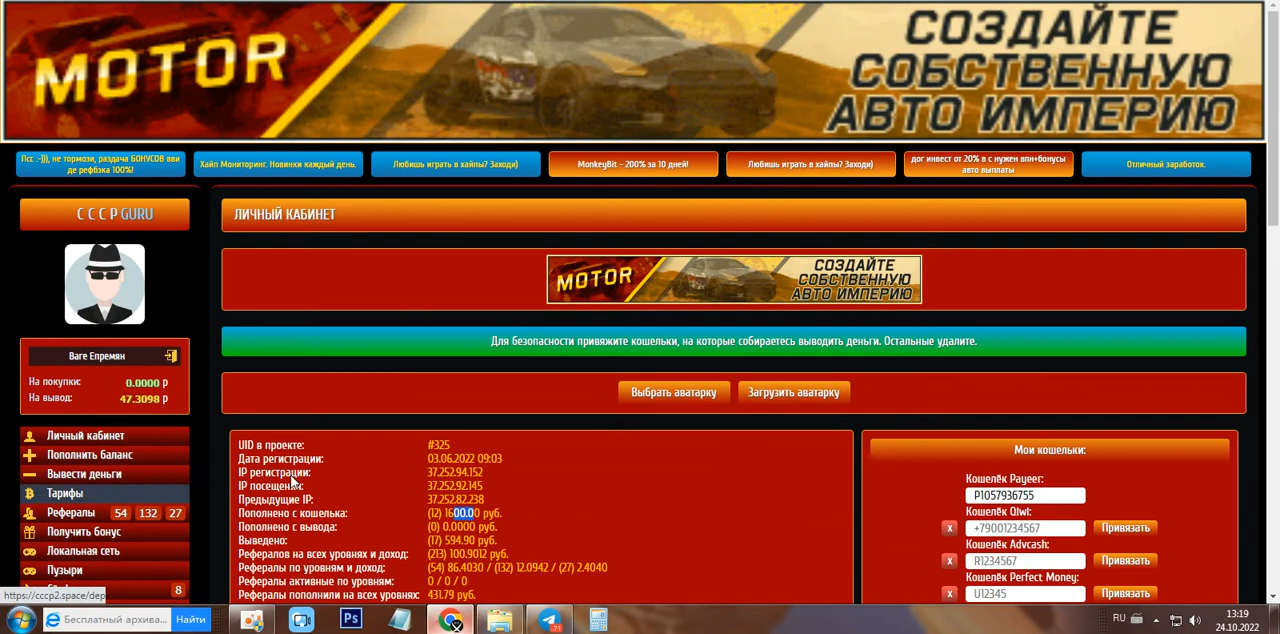 MOTOR
СОЗДАЙТЕ
СОБСТВЕННУЮ
АВТО ИМПЕРИЮ
Псс :-))), не тормози, раздача БОНУСОВ вви
де рефбэка 100%!
Хайп Мониторинг. Новинки каждый день.
Любишь играть в хайпы? Заходи)
MonkeyBit - 200% за 10 дней!
Любишь играть в хайпы? Заходи)
дог инвест от 20% в с нужен впн+бонусы
авто выплаты
Отличный заработок.
С С С Р GURU
ЛИЧНЫЙ КАБИНЕТ
MOTOR
СОЗДАЙТЕ
СОБСТВЕННУЮ
АВТО ИМПЕРИЮ
Для безопасности привяжите кошельки, на которые собираетесь выводить деньги. Остальные удалите.
Ваге Епремян
На покупки: 0.0000 р
На вывод: 47.3098 р
Выбрать аватарку
Загрузить аватарку
Личный кабинет
Пополнить баланс
Вывести деньги
Тарифы
Рефералы 54 132 27
Получить бонус
Локальная сеть
Пузыри
8
UID в проекте: #325
Дата регистрации: 03.06.2022 09:03
IP регистрации: 37.252.94.152
IP посещения: 37.252.92.145
Предыдущие IP: 37.252.82.238
Пополнено с кошелька: (12) 1600.00 руб.
Пополнено с вывода: (0) 0.0000 руб.
Выведено: (17) 594.90 руб.
Рефералов на всех уровнях и доход: (213) 100.9012 руб.
Рефералы по уровням и доход: (54) 86.4030 / (132) 12.0942 / (27) 2.4040
Рефералы активные по уровням: 0 / 0 / 0
Рефералы пополнили на всех уровнях: 431.79 руб.
Мои кошельки:
Кошелёк Payeer:
P1057936755
Кошелёк Qiwi:
x +79001234567 Привязать
Кошелёк Advcash:
x R1234567 Привязать
Кошелёк Perfect Money:
x U12345 Привязать
https://cccp2.space/dep
Бесплатный архива... Найти
Ps
71
RU
13:19
24.10.2022